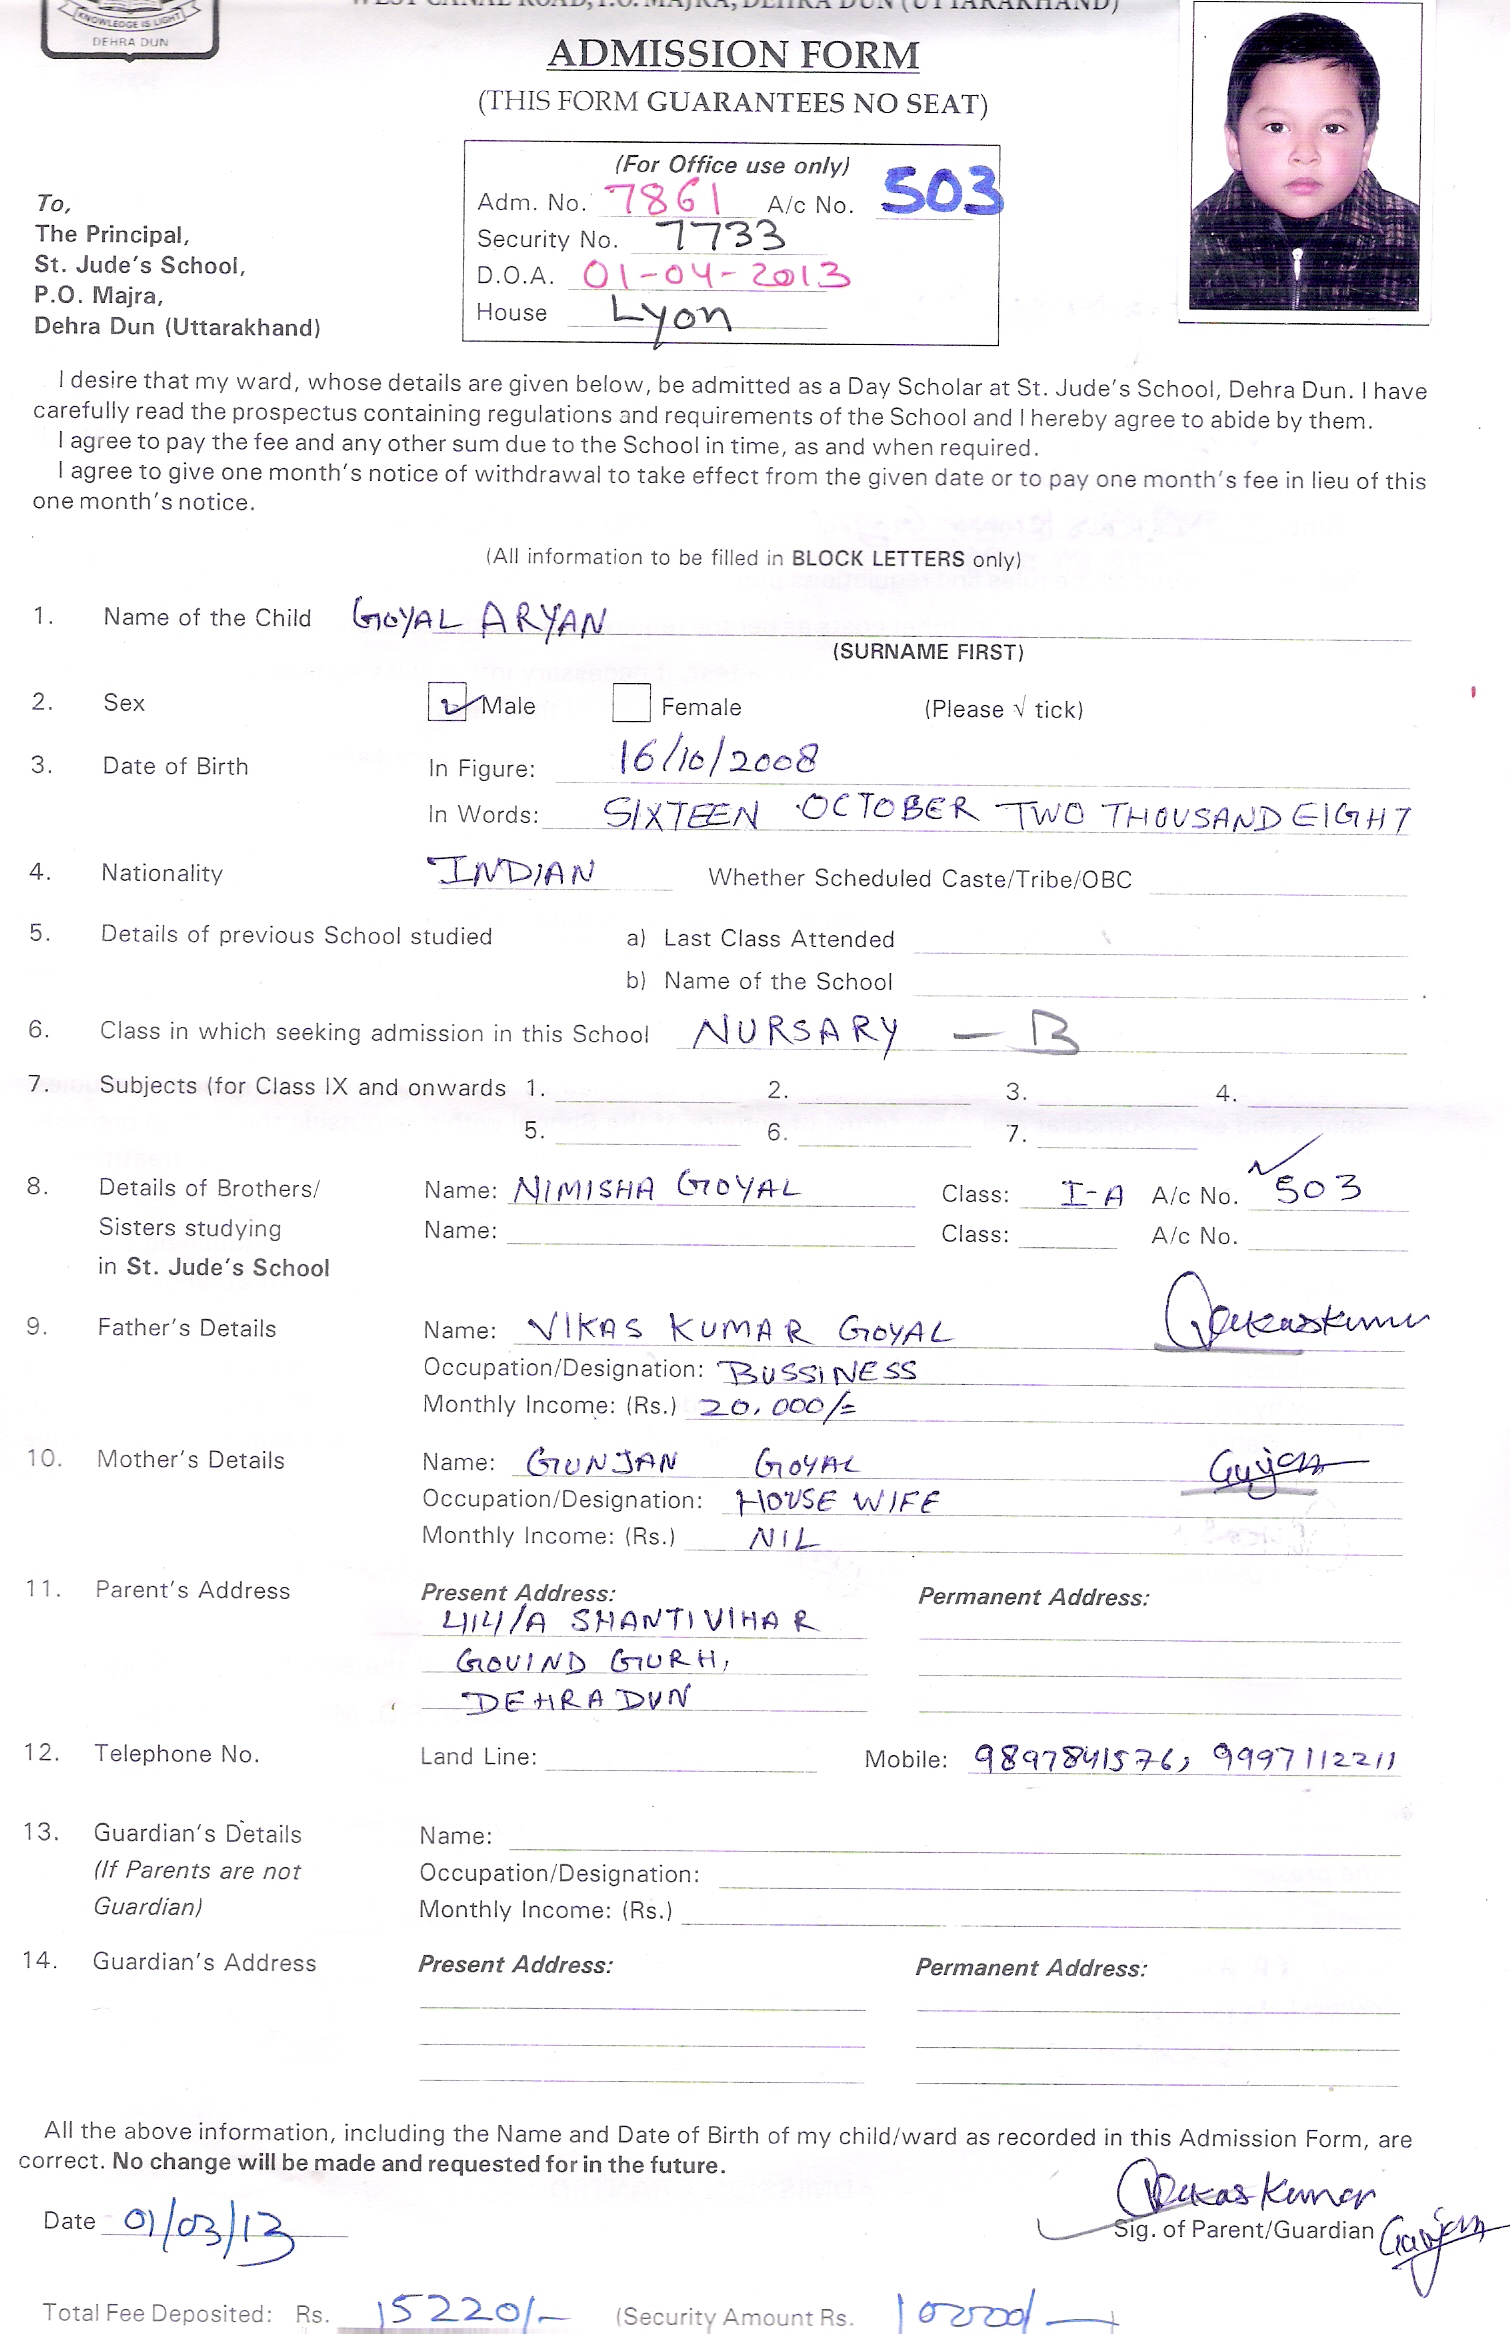 KNOWLEDGE IS LIGHT
DEHRA DUN
WEST CANAL ROAD, P.O. MAJRA, DEHRA DUN (UTTARAKHAND)
ADMISSION FORM
(THIS FORM GUARANTEES NO SEAT)
(For Office use only)
Adm. No. 7861 A/c No. 503
Security No. 7733
D.O.A. 01-04-2013
House Lyon
To,
The Principal,
St. Jude's School,
P.O. Majra,
Dehra Dun (Uttarakhand)
I desire that my ward, whose details are given below, be admitted as a Day Scholar at St. Jude's School, Dehra Dun. I have
carefully read the prospectus containing regulations and requirements of the School and I hereby agree to abide by them.
I agree to pay the fee and any other sum due to the School in time, as and when required.
I agree to give one month's notice of withdrawal to take effect from the given date or to pay one month's fee in lieu of this
one month's notice.
(All information to be filled in BLOCK LETTERS only)
1. Name of the Child GOYAL ARYAN
(SURNAME FIRST)
2. Sex Male Female (Please √ tick)
3. Date of Birth In Figure: 16/10/2008
In Words: SIXTEEN OCTOBER TWO THOUSAND EIGHT
4. Nationality INDIAN Whether Scheduled Caste/Tribe/OBC
5. Details of previous School studied a) Last Class Attended
b) Name of the School
6. Class in which seeking admission in this School NURSARY — B
7. Subjects (for Class IX and onwards 1. 2. 3. 4.
5. 6. 7.
8. Details of Brothers/ Name: NIMISHA GOYAL Class: I-A A/c No. 503
Sisters studying Name: Class: A/c No.
in St. Jude's School
9. Father's Details Name: VIKAS KUMAR GOYAL Vikas Kumar
Occupation/Designation: BUSSINESS
Monthly Income: (Rs.) 20,000/=
10. Mother's Details Name: GUNJAN GOYAL Gunjan
Occupation/Designation: HOUSE WIFE
Monthly Income: (Rs.) NIL
11. Parent's Address Present Address: Permanent Address:
414/A SHANTI VIHAR
GOVIND GURH,
DEHRADUN
12. Telephone No. Land Line: Mobile: 9897841576, 9997112211
13. Guardian's Details Name:
(If Parents are not Occupation/Designation:
Guardian) Monthly Income: (Rs.)
14. Guardian's Address Present Address: Permanent Address:
All the above information, including the Name and Date of Birth of my child/ward as recorded in this Admission Form, are
correct. No change will be made and requested for in the future.
Vikas Kumar
Date 01/03/13 Sig. of Parent/Guardian Gunjan
Total Fee Deposited: Rs. 15220/- (Security Amount Rs. 10000/-)